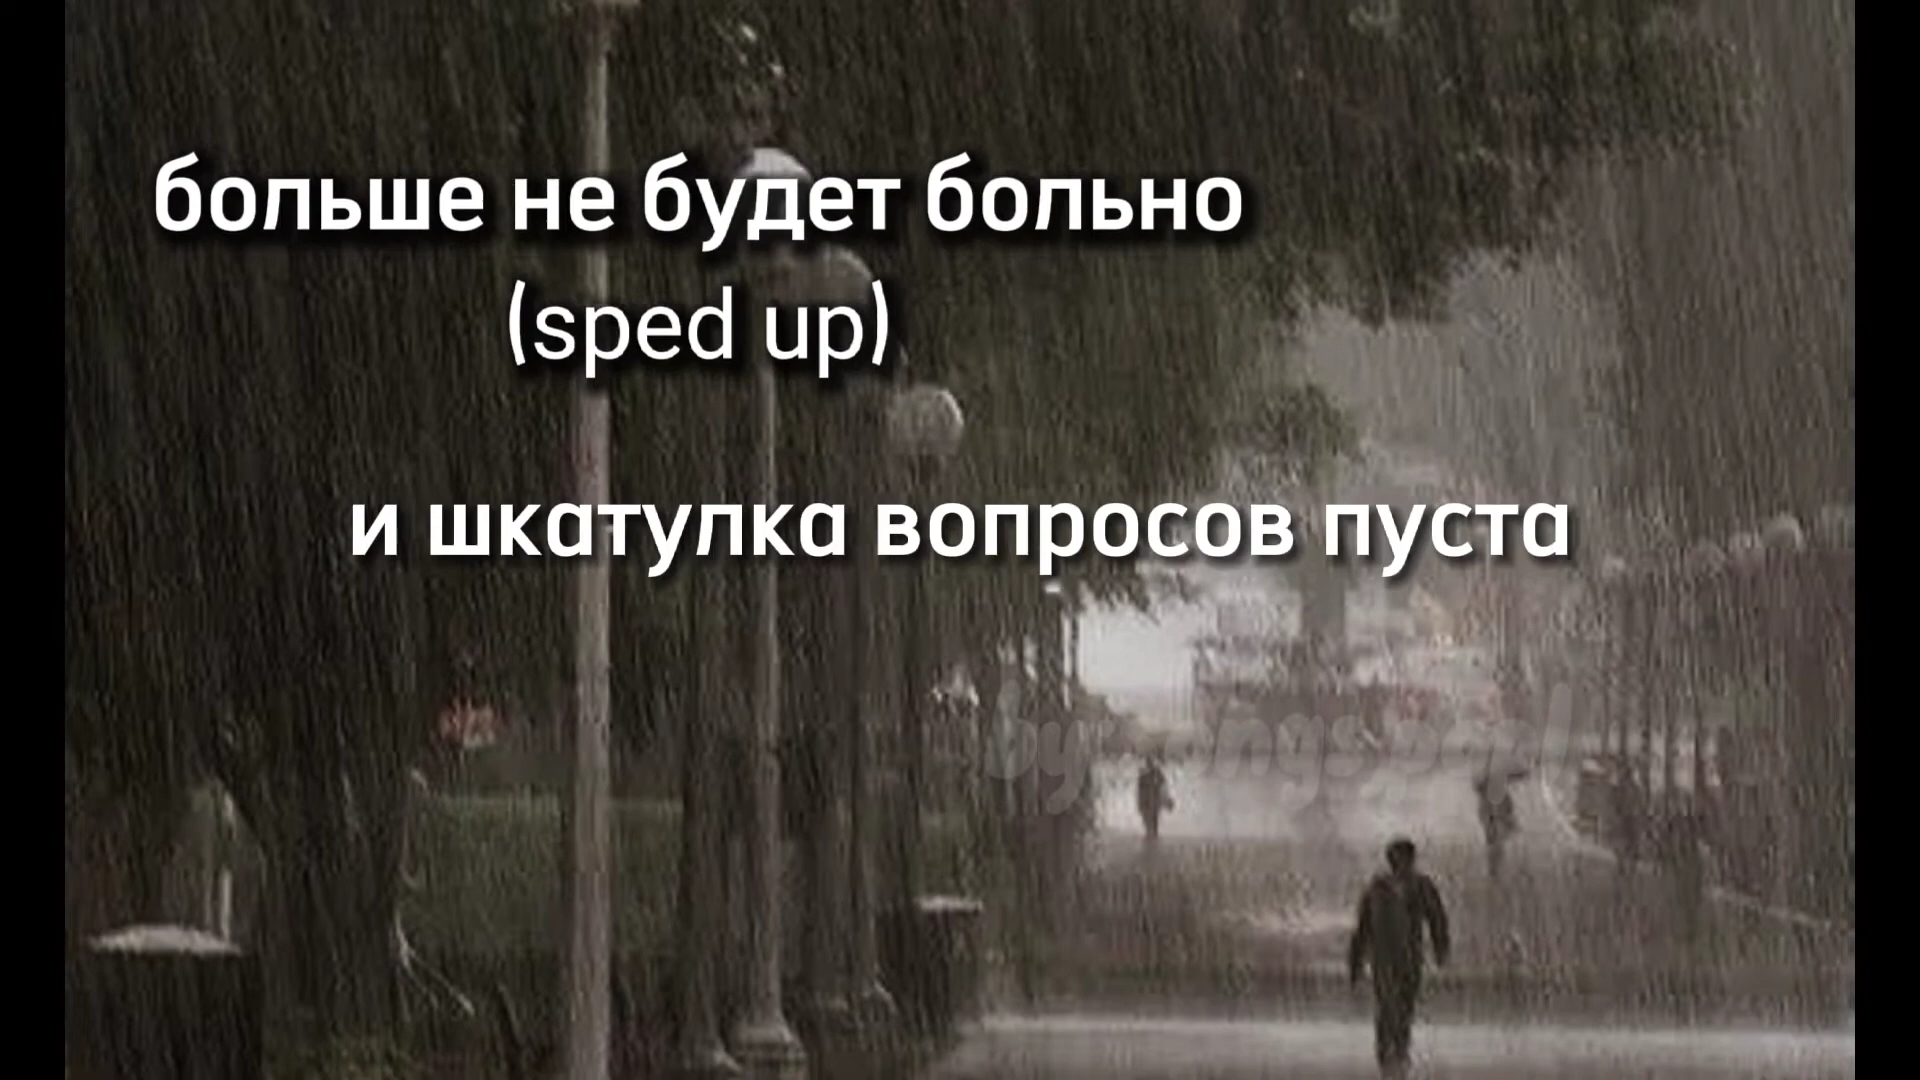 больше не будет больно
(sped up)
и шкатулка вопросов пуста